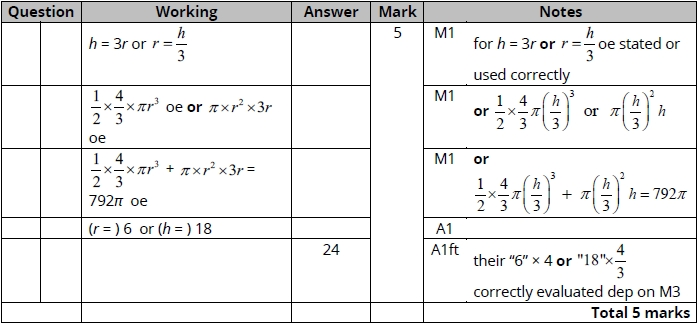 Question Working Answer Mark Notes
h = 3r or r = h/3 5 M1 for h = 3r or r = h/3 oe stated or
used correctly
1/2 × 4/3 × πr³ oe or π×r²×3r M1 or 1/2 × 4/3 π(h/3)³ or π(h/3)² h
oe
1/2 × 4/3 × πr³ + π×r²×3r = M1 or
792π oe 1/2 × 4/3 π(h/3)³ + π(h/3)² h = 792π
(r = ) 6 or (h = ) 18 A1
24 A1ft their “6” × 4 or "18"× 4/3
correctly evaluated dep on M3
Total 5 marks